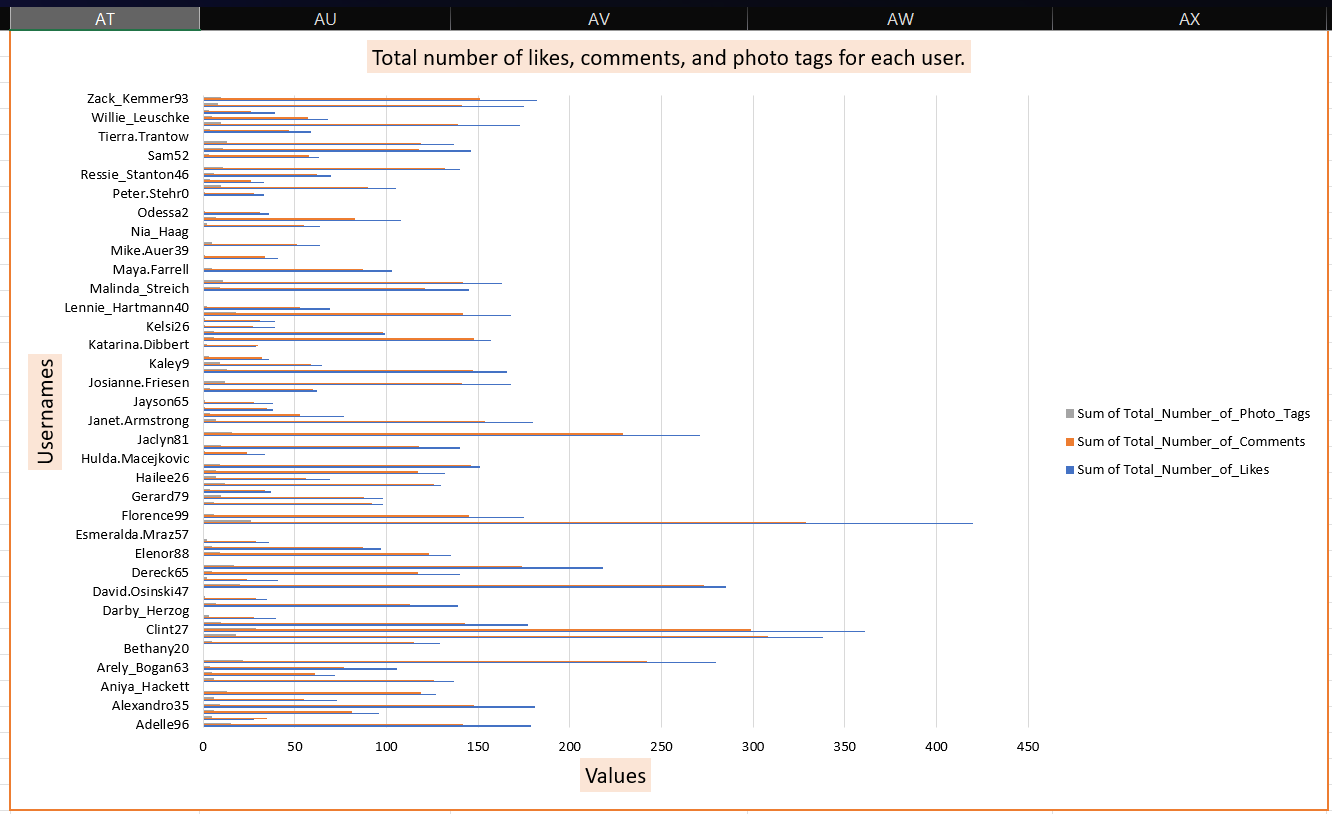 AT AU AV AW AX
Total number of likes, comments, and photo tags for each user.
Zack_Kemmer93
Willie_Leuschke
Tierra.Trantow
Sam52
Ressie_Stanton46
Peter.Stehr0
Odessa2
Nia_Haag
Mike.Auer39
Maya.Farrell
Malinda_Streich
Lennie_Hartmann40
Kelsi26
Katarina.Dibbert
Kaley9
Josianne.Friesen
Jayson65
Janet.Armstrong
Jaclyn81
Hulda.Macejkovic
Hailee26
Gerard79
Florence99
Esmeralda.Mraz57
Elenor88
Dereck65
David.Osinski47
Darby_Herzog
Clint27
Bethany20
Arely_Bogan63
Aniya_Hackett
Alexandro35
Adelle96
Usernames
0 50 100 150 200 250 300 350 400 450
Values
Sum of Total_Number_of_Photo_Tags
Sum of Total_Number_of_Comments
Sum of Total_Number_of_Likes